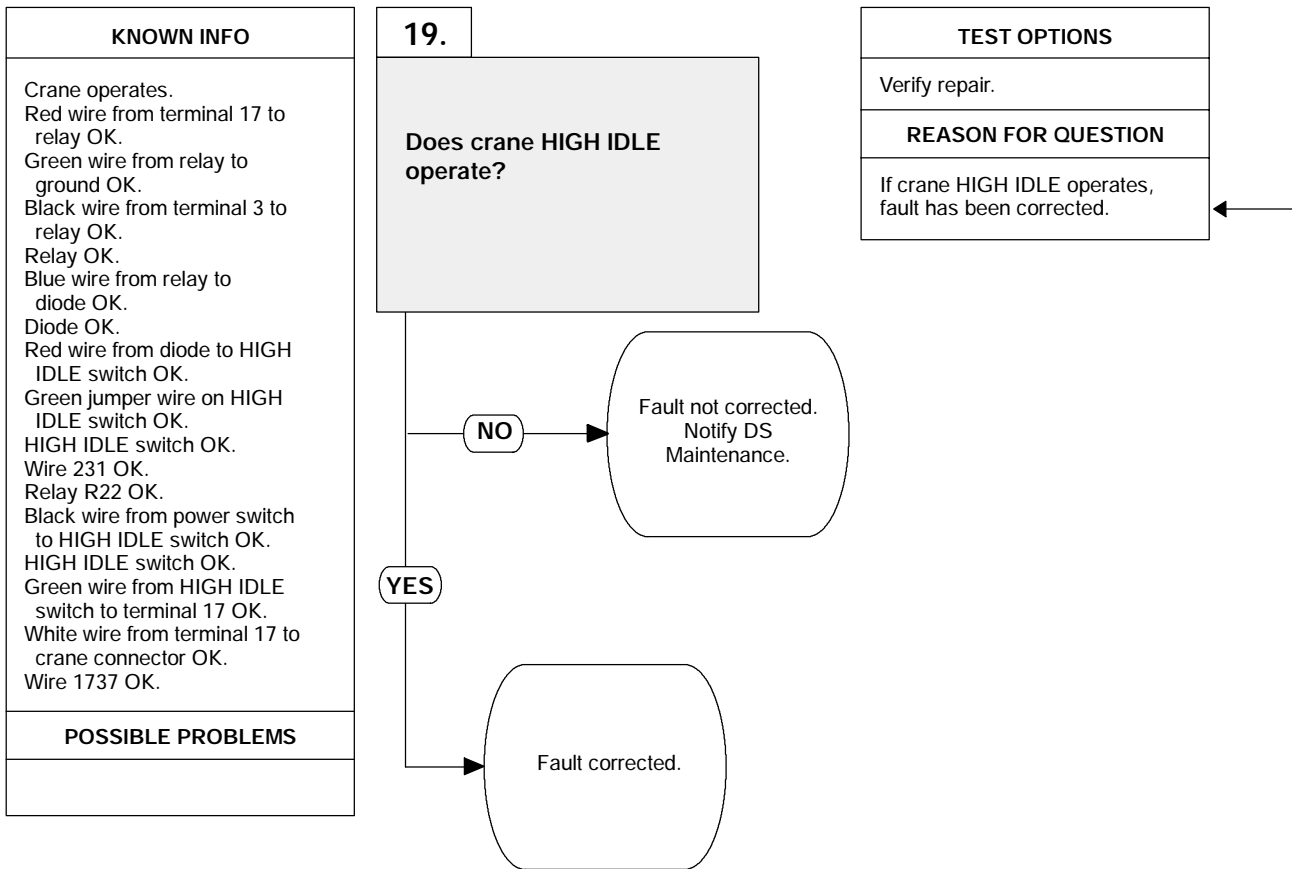 KNOWN INFO
Crane operates.
Red wire from terminal 17 to
relay OK.
Green wire from relay to
ground OK.
Black wire from terminal 3 to
relay OK.
Relay OK.
Blue wire from relay to
diode OK.
Diode OK.
Red wire from diode to HIGH
IDLE switch OK.
Green jumper wire on HIGH
IDLE switch OK.
HIGH IDLE switch OK.
Wire 231 OK.
Relay R22 OK.
Black wire from power switch
to HIGH IDLE switch OK.
HIGH IDLE switch OK.
Green wire from HIGH IDLE
switch to terminal 17 OK.
White wire from terminal 17 to
crane connector OK.
Wire 1737 OK.
POSSIBLE PROBLEMS
19.
Does crane HIGH IDLE
operate?
NO
Fault not corrected.
Notify DS
Maintenance.
YES
Fault corrected.
TEST OPTIONS
Verify repair.
REASON FOR QUESTION
If crane HIGH IDLE operates,
fault has been corrected.